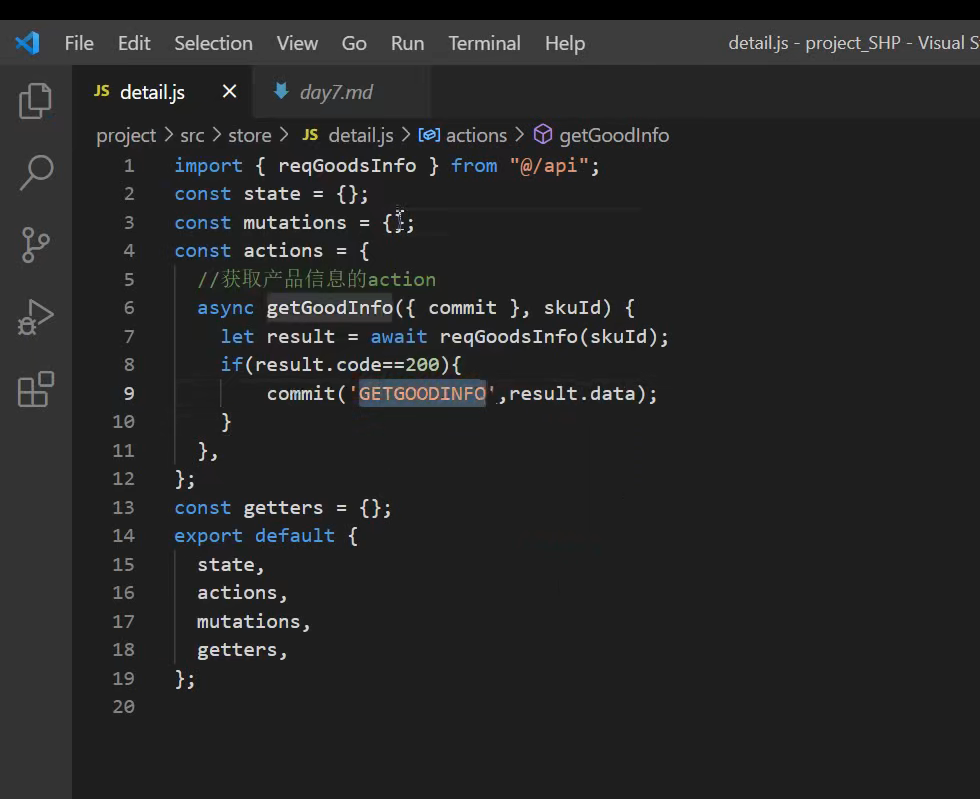 File Edit Selection View Go Run Terminal Help detail.js - project_SHP - Visual S
JS detail.js × day7.md
project > src > store > JS detail.js > actions > getGoodInfo
1 import { reqGoodsInfo } from "@/api";
2 const state = {};
3 const mutations = {};
4 const actions = {
5 //获取产品信息的action
6 async getGoodInfo({ commit }, skuId) {
7 let result = await reqGoodsInfo(skuId);
8 if(result.code==200){
9 commit('GETGOODINFO',result.data);
10 }
11 },
12 };
13 const getters = {};
14 export default {
15 state,
16 actions,
17 mutations,
18 getters,
19 };
20